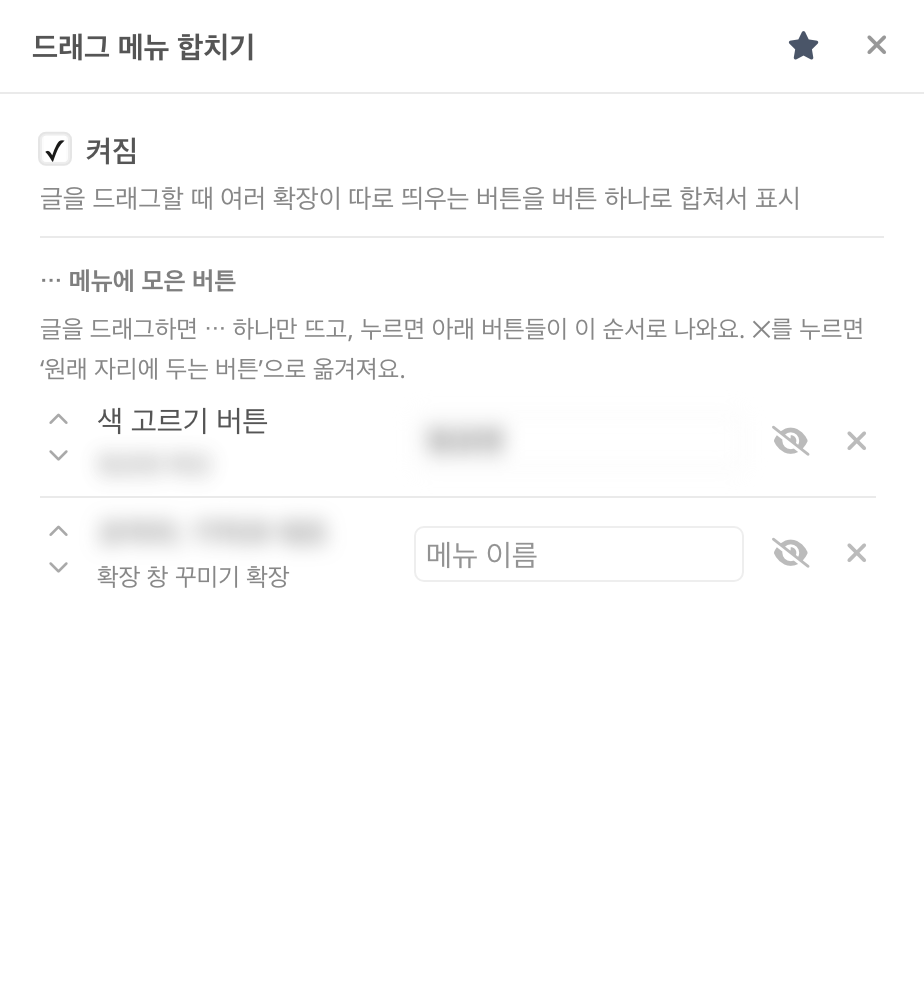 드래그 메뉴 합치기
켜짐
글을 드래그할 때 여러 확장이 따로 띄우는 버튼을 버튼 하나로 합쳐서 표시
··· 메뉴에 모은 버튼
글을 드래그하면 ··· 하나만 뜨고, 누르면 아래 버튼들이 이 순서로 나와요. ✕를 누르면
‘원래 자리에 두는 버튼’으로 옮겨져요.
색 고르기 버튼
메뉴 이름
확장 창 꾸미기 확장